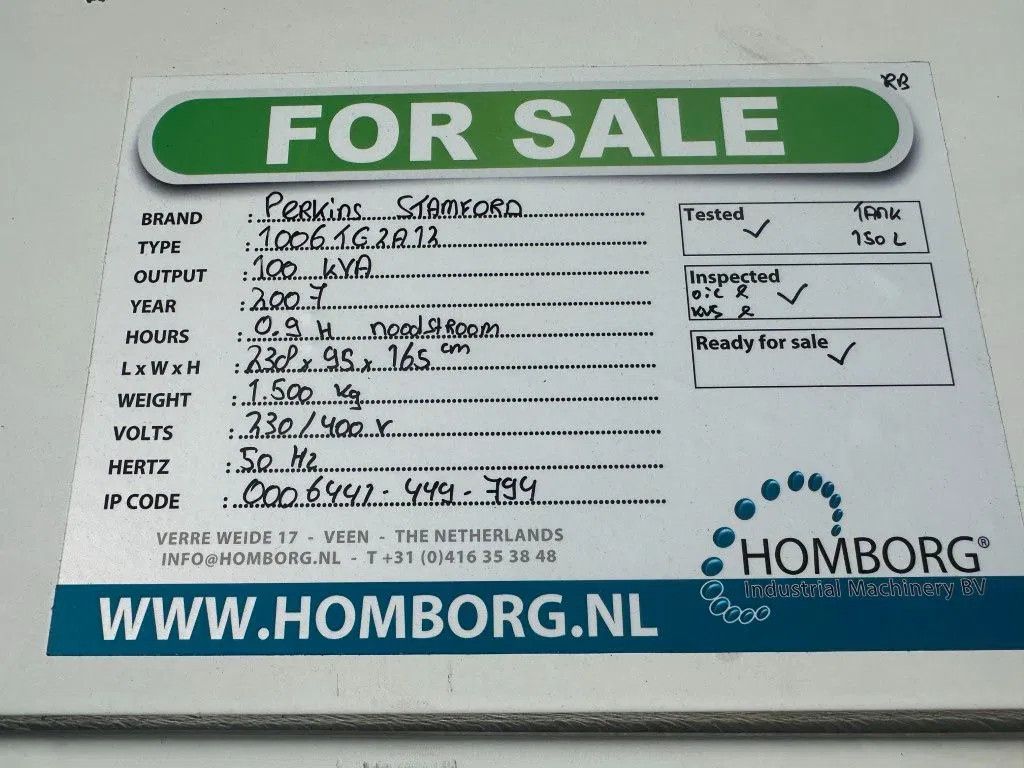 RB
FOR SALE
BRAND : Perkins STAMFORD
TYPE : 1006TG2A12
OUTPUT : 100 KVA
YEAR : 2007
HOURS : 0.9 H noodstroom
L x W x H : 238 x 95 x 165 cm
WEIGHT : 1.500 kg
VOLTS : 230/400 V
HERTZ : 50 Hz
IP CODE : 0006441-449-794
Tested ✓ TANK
150 L
Inspected ✓
Ready for sale ✓
VERRE WEIDE 17 - VEEN - THE NETHERLANDS
INFO@HOMBORG.NL - T +31 (0)416 35 38 48
HOMBORG®
Industrial Machinery BV
WWW.HOMBORG.NL